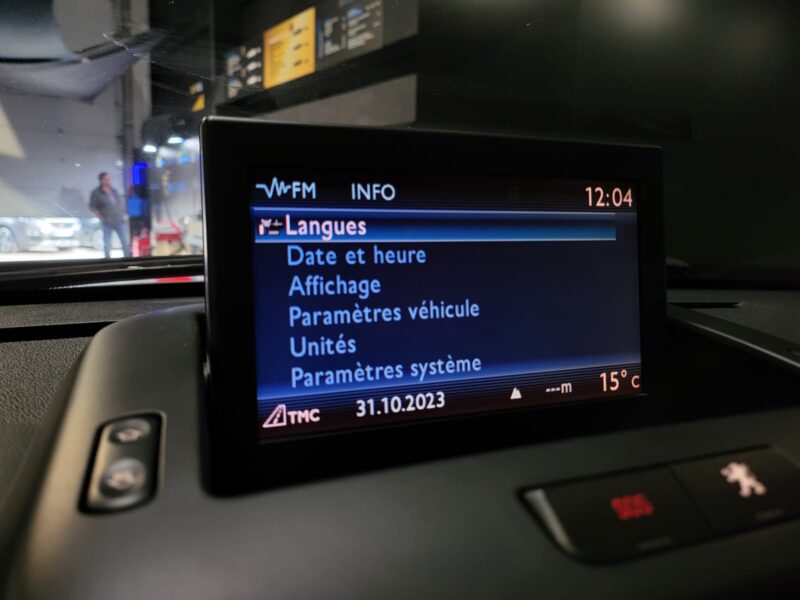 FM INFO 12:04
Langues
Date et heure
Affichage
Paramètres véhicule
Unités
Paramètres système
TMC 31.10.2023 ---m 15° C
SOS